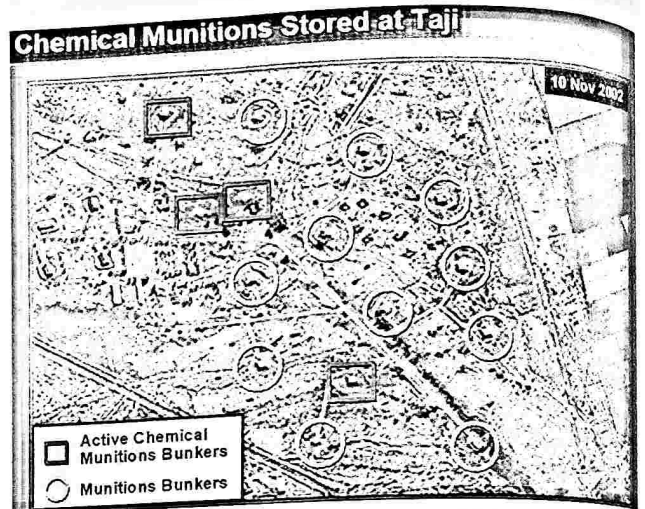 Chemical Munitions Stored at Taji
10 Nov 2002
Active Chemical
Munitions Bunkers
Munitions Bunkers